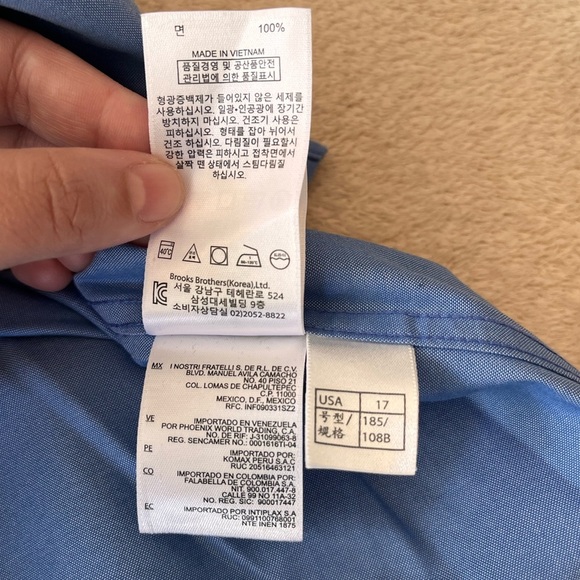 면 100%
MADE IN VIETNAM
품질경영 및 공산품안전
관리법에 의한 품질표시
형광증백제가 들어있지 않은 세제를
사용하십시오. 일광•인공광에 장기간
방치하지 마십시오. 건조기 사용은
피하십시오. 형태를 잡아 뉘어서
건조 하십시오. 다림질이 필요할시
강한 압력은 피하시고 접착면에서
살짝 뗀 상태에서 스팀다림질
하십시오.
40℃
Brooks Brothers(Korea),Ltd.
서울 강남구 테헤란로 524
삼성대세빌딩 9층
소비자상담실 02)2052-8822
MX I NOSTRI FRATELLI S. DE R.L. DE C.V.
BLVD. MANUEL AVILA CAMACHO
NO. 40 PISO 21
COL. LOMAS DE CHAPULTEPEC
C.P. 11000
MEXICO, D.F., MEXICO
RFC. INF090331SZ2
VE IMPORTADO EN VENEZUELA
POR PHOENIX WORLD TRADING, C.A.
NO. DE RIF: J-31099063-8
REG. SENCAMER NO.: 0001616TI-04
PE IMPORTADO POR
KOMAX PERU S.A.C
RUC 20516463121
CO IMPORTADO EN COLOMBIA POR:
FALABELLA DE COLOMBIA S.A.
NIT. 900.017.447-8
CALLE 99 NO 11A-32
NO. REG. SIC: 900017447
EC IMPORTADO POR INTIPLAX S.A
RUC: 0991100768001
NTE INEN 1875
USA 17
号型/ 185/
规格 108B